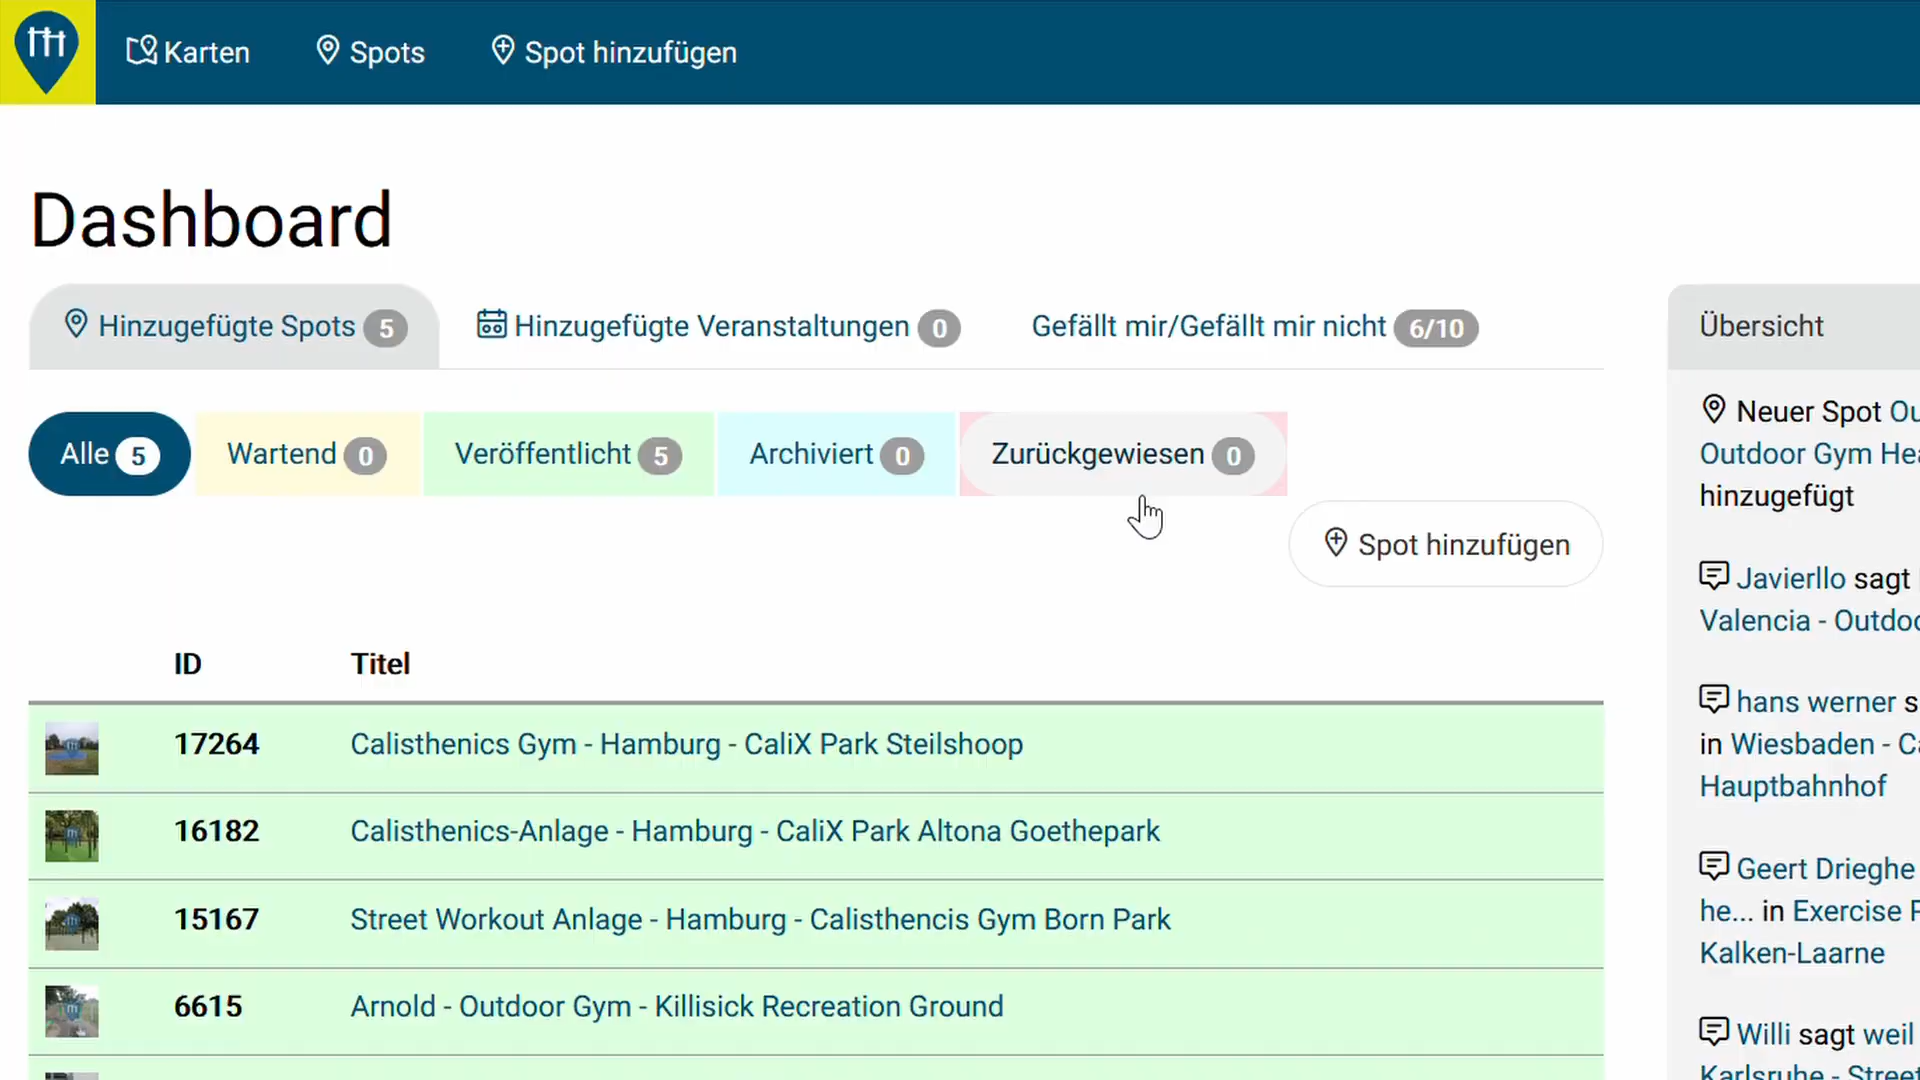 Karten
Spots
Spot hinzufügen
Dashboard
Hinzugefügte Spots 5
Hinzugefügte Veranstaltungen 0
Gefällt mir/Gefällt mir nicht 6/10
Alle 5
Wartend 0
Veröffentlicht 5
Archiviert 0
Zurückgewiesen 0
Spot hinzufügen
ID Titel
17264 Calisthenics Gym - Hamburg - CaliX Park Steilshoop
16182 Calisthenics-Anlage - Hamburg - CaliX Park Altona Goethepark
15167 Street Workout Anlage - Hamburg - Calisthencis Gym Born Park
6615 Arnold - Outdoor Gym - Killisick Recreation Ground
Übersicht
Neuer Spot
Outdoor Gym
hinzugefügt
Javierllo sagt
Valencia -
hans werner
in Wiesbaden -
Hauptbahnhof
Geert Drieghe
he... in Exercise
Kalken-Laarne
Willi sagt weil
Karlsruhe - Street